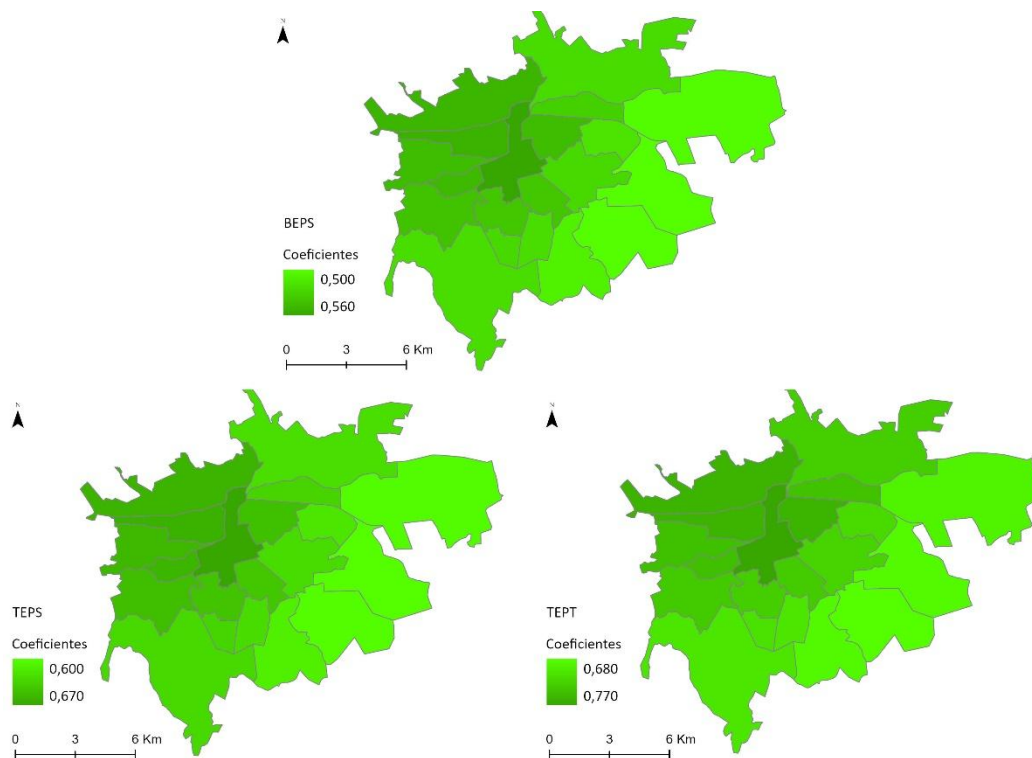 N
BEPS
Coeficientes
0,500
0,560
0 3 6 Km
N
TEPS
Coeficientes
0,600
0,670
0 3 6 Km
N
TEPT
Coeficientes
0,680
0,770
0 3 6 Km